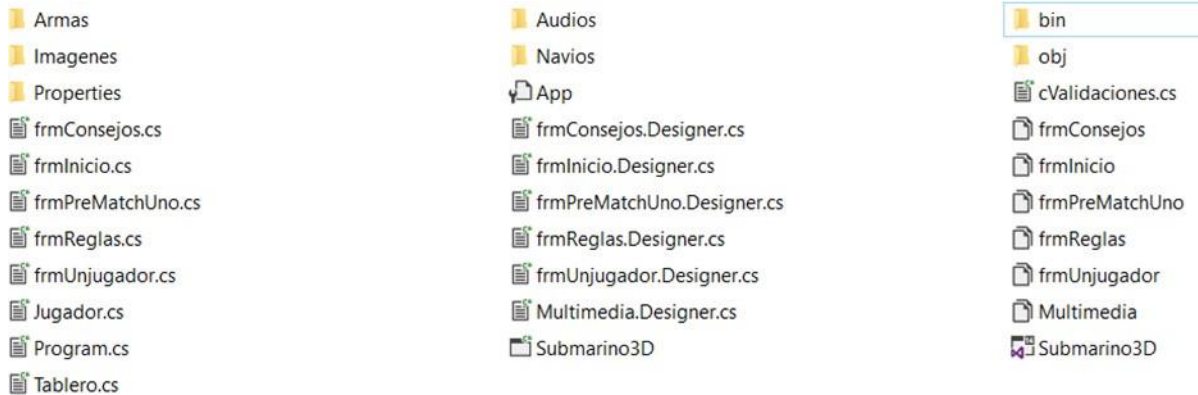 Armas Audios bin
Imagenes Navios obj
Properties App cValidaciones.cs
frmConsejos.cs frmConsejos.Designer.cs frmConsejos
frmInicio.cs frmInicio.Designer.cs frmInicio
frmPreMatchUno.cs frmPreMatchUno.Designer.cs frmPreMatchUno
frmReglas.cs frmReglas.Designer.cs frmReglas
frmUnjugador.cs frmUnjugador.Designer.cs frmUnjugador
Jugador.cs Multimedia.Designer.cs Multimedia
Program.cs Submarino3D Submarino3D
Tablero.cs